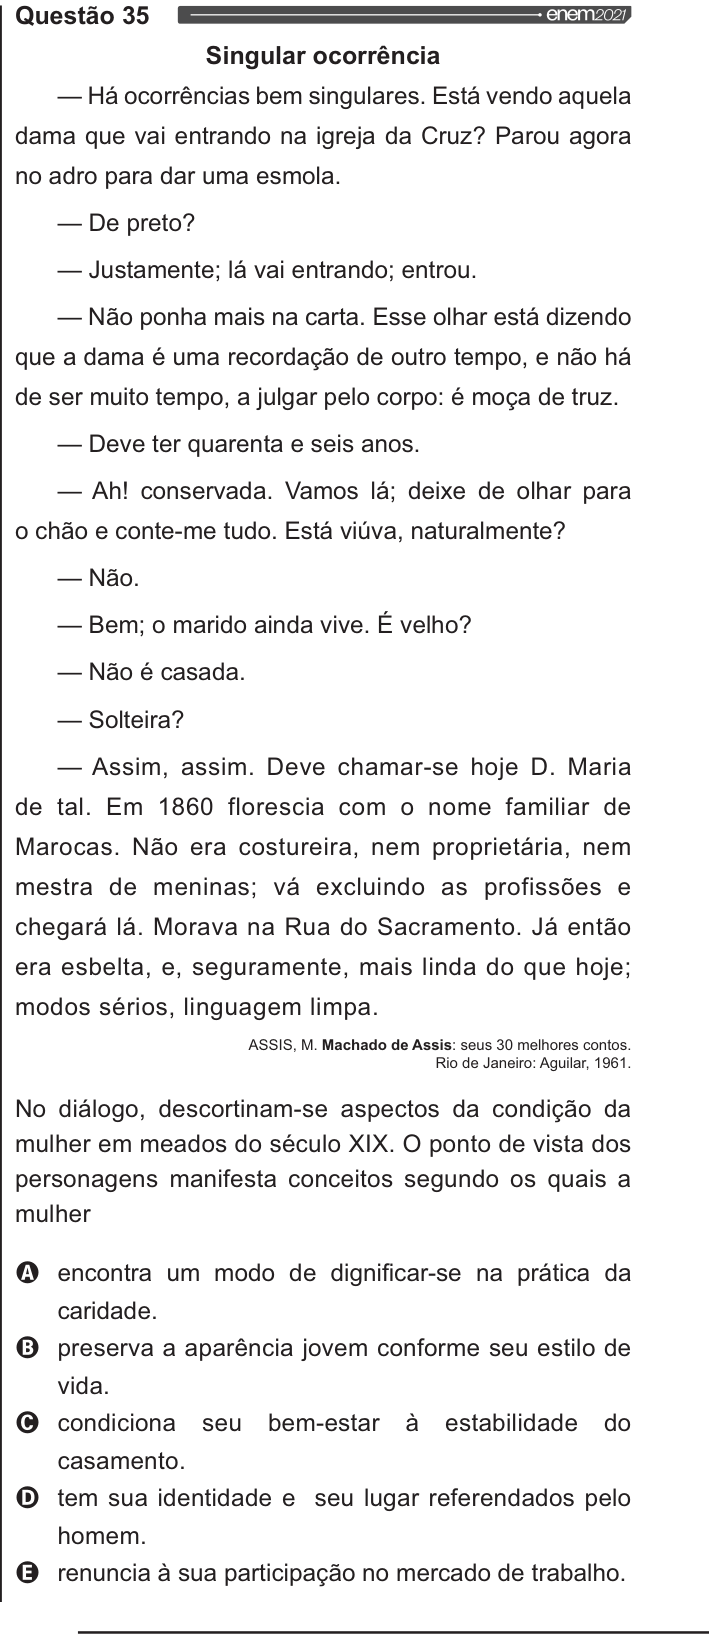 Questão 35
enem2021
Singular ocorrência
— Há ocorrências bem singulares. Está vendo aquela
dama que vai entrando na igreja da Cruz? Parou agora
no adro para dar uma esmola.
— De preto?
— Justamente; lá vai entrando; entrou.
— Não ponha mais na carta. Esse olhar está dizendo
que a dama é uma recordação de outro tempo, e não há
de ser muito tempo, a julgar pelo corpo: é moça de truz.
— Deve ter quarenta e seis anos.
— Ah! conservada. Vamos lá; deixe de olhar para
o chão e conte-me tudo. Está viúva, naturalmente?
— Não.
— Bem; o marido ainda vive. É velho?
— Não é casada.
— Solteira?
— Assim, assim. Deve chamar-se hoje D. Maria
de tal. Em 1860 florescia com o nome familiar de
Marocas. Não era costureira, nem proprietária, nem
mestra de meninas; vá excluindo as profissões e
chegará lá. Morava na Rua do Sacramento. Já então
era esbelta, e, seguramente, mais linda do que hoje;
modos sérios, linguagem limpa.
ASSIS, M. Machado de Assis: seus 30 melhores contos.
Rio de Janeiro: Aguilar, 1961.
No diálogo, descortinam-se aspectos da condição da
mulher em meados do século XIX. O ponto de vista dos
personagens manifesta conceitos segundo os quais a
mulher
A encontra um modo de dignificar-se na prática da
caridade.
B preserva a aparência jovem conforme seu estilo de
vida.
C condiciona seu bem-estar à estabilidade do
casamento.
D tem sua identidade e seu lugar referendados pelo
homem.
E renuncia à sua participação no mercado de trabalho.